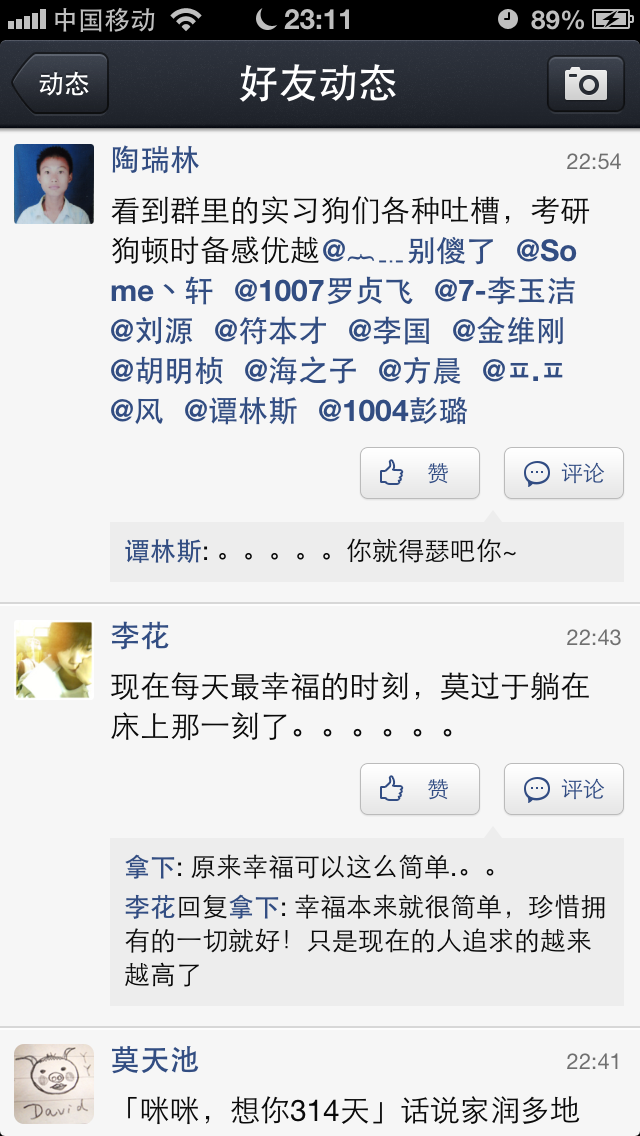 中国移动 23:11 89%
动态 好友动态
陶瑞林 22:54
看到群里的实习狗们各种吐槽，考研
狗顿时备感优越@︷﹎别傻了 @So
me丶轩 @1007罗贞飞 @7-李玉洁
@刘源 @符本才 @李国 @金维刚
@胡明桢 @海之子 @方晨 @ㅍ.ㅍ
@风 @谭林斯 @1004彭璐
赞 评论
谭林斯: 。。。。。你就得瑟吧你~
李花 22:43
现在每天最幸福的时刻，莫过于躺在
床上那一刻了。。。。。。
赞 评论
拿下: 原来幸福可以这么简单.。。
李花回复拿下: 幸福本来就很简单，珍惜拥
有的一切就好！只是现在的人追求的越来
越高了
莫天池 22:41
David
「咪咪，想你314天」话说家润多地